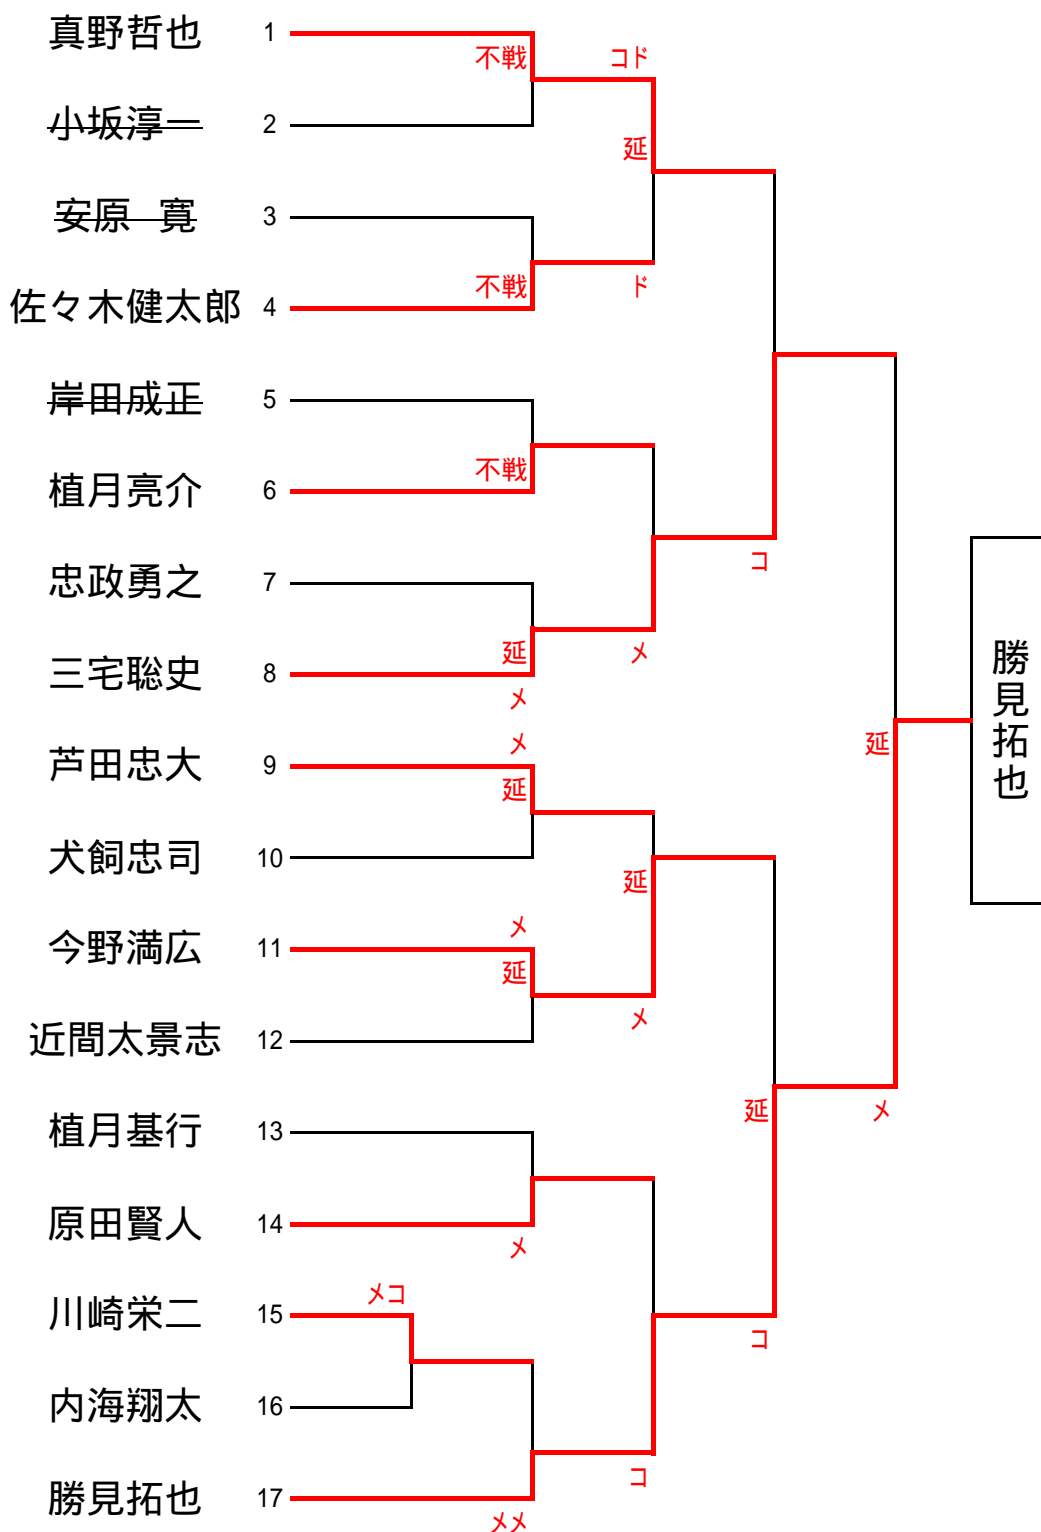 真野哲也 1
不戦 コド
小坂淳一 2
延
安原 寛 3
不戦 ド
佐々木健太郎 4
岸田成正 5
不戦
植月亮介 6
コ
忠政勇之 7
延 メ
三宅聡史 8
メ
メ
芦田忠大 9
延
犬飼忠司 10
延
メ
今野満広 11
延
メ
近間太景志 12
植月基行 13
原田賢人 14
メ
メコ
川崎栄二 15
コ
内海翔太 16
コ
勝見拓也 17
メメ
延
メ
延
勝見拓也